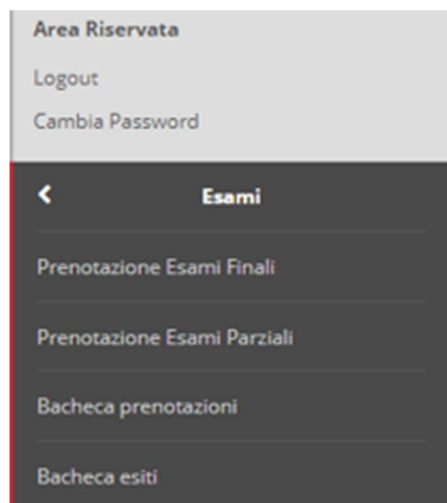 Area Riservata
Logout
Cambia Password
Esami
Prenotazione Esami Finali
Prenotazione Esami Parziali
Bacheca prenotazioni
Bacheca esiti